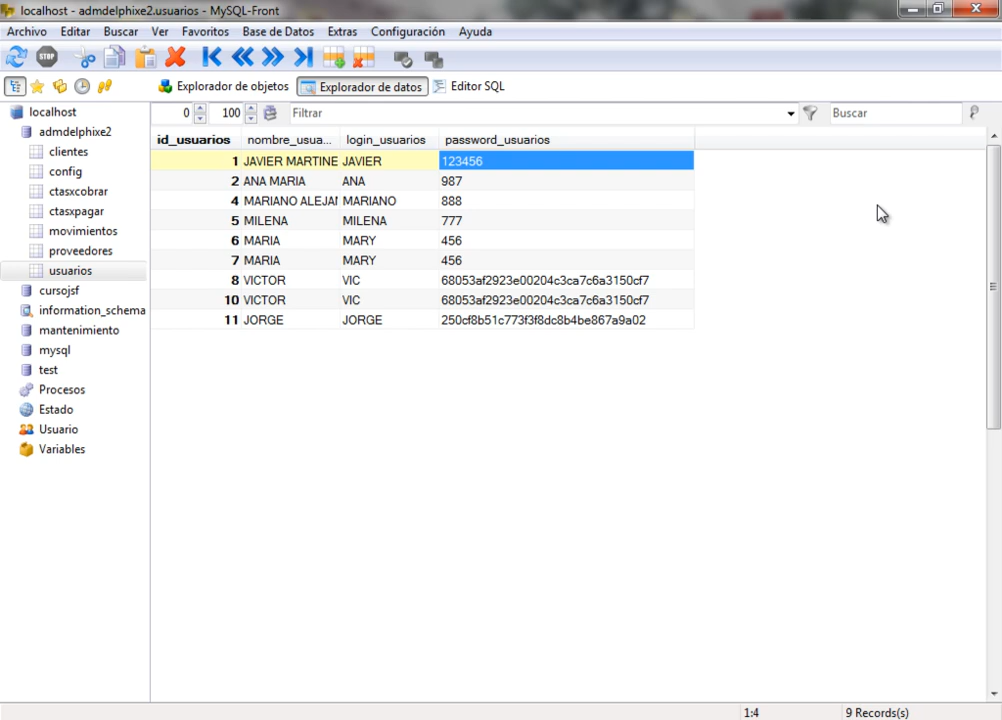 localhost - admdelphixe2.usuarios - MySQL-Front
Archivo Editar Buscar Ver Favoritos Base de Datos Extras Configuración Ayuda
STOP
Explorador de objetos Explorador de datos Editor SQL
localhost
admdelphixe2
clientes
config
ctasxcobrar
ctasxpagar
movimientos
proveedores
usuarios
cursojsf
information_schema
mantenimiento
mysql
test
Procesos
Estado
Usuario
Variables
0 100 Filtrar Buscar
id_usuarios nombre_usua... login_usuarios password_usuarios
1 JAVIER MARTINE JAVIER 123456
2 ANA MARIA ANA 987
4 MARIANO ALEJAN MARIANO 888
5 MILENA MILENA 777
6 MARIA MARY 456
7 MARIA MARY 456
8 VICTOR VIC 68053af2923e00204c3ca7c6a3150cf7
10 VICTOR VIC 68053af2923e00204c3ca7c6a3150cf7
11 JORGE JORGE 250cf8b51c773f3f8dc8b4be867a9a02
1:4 9 Records(s)